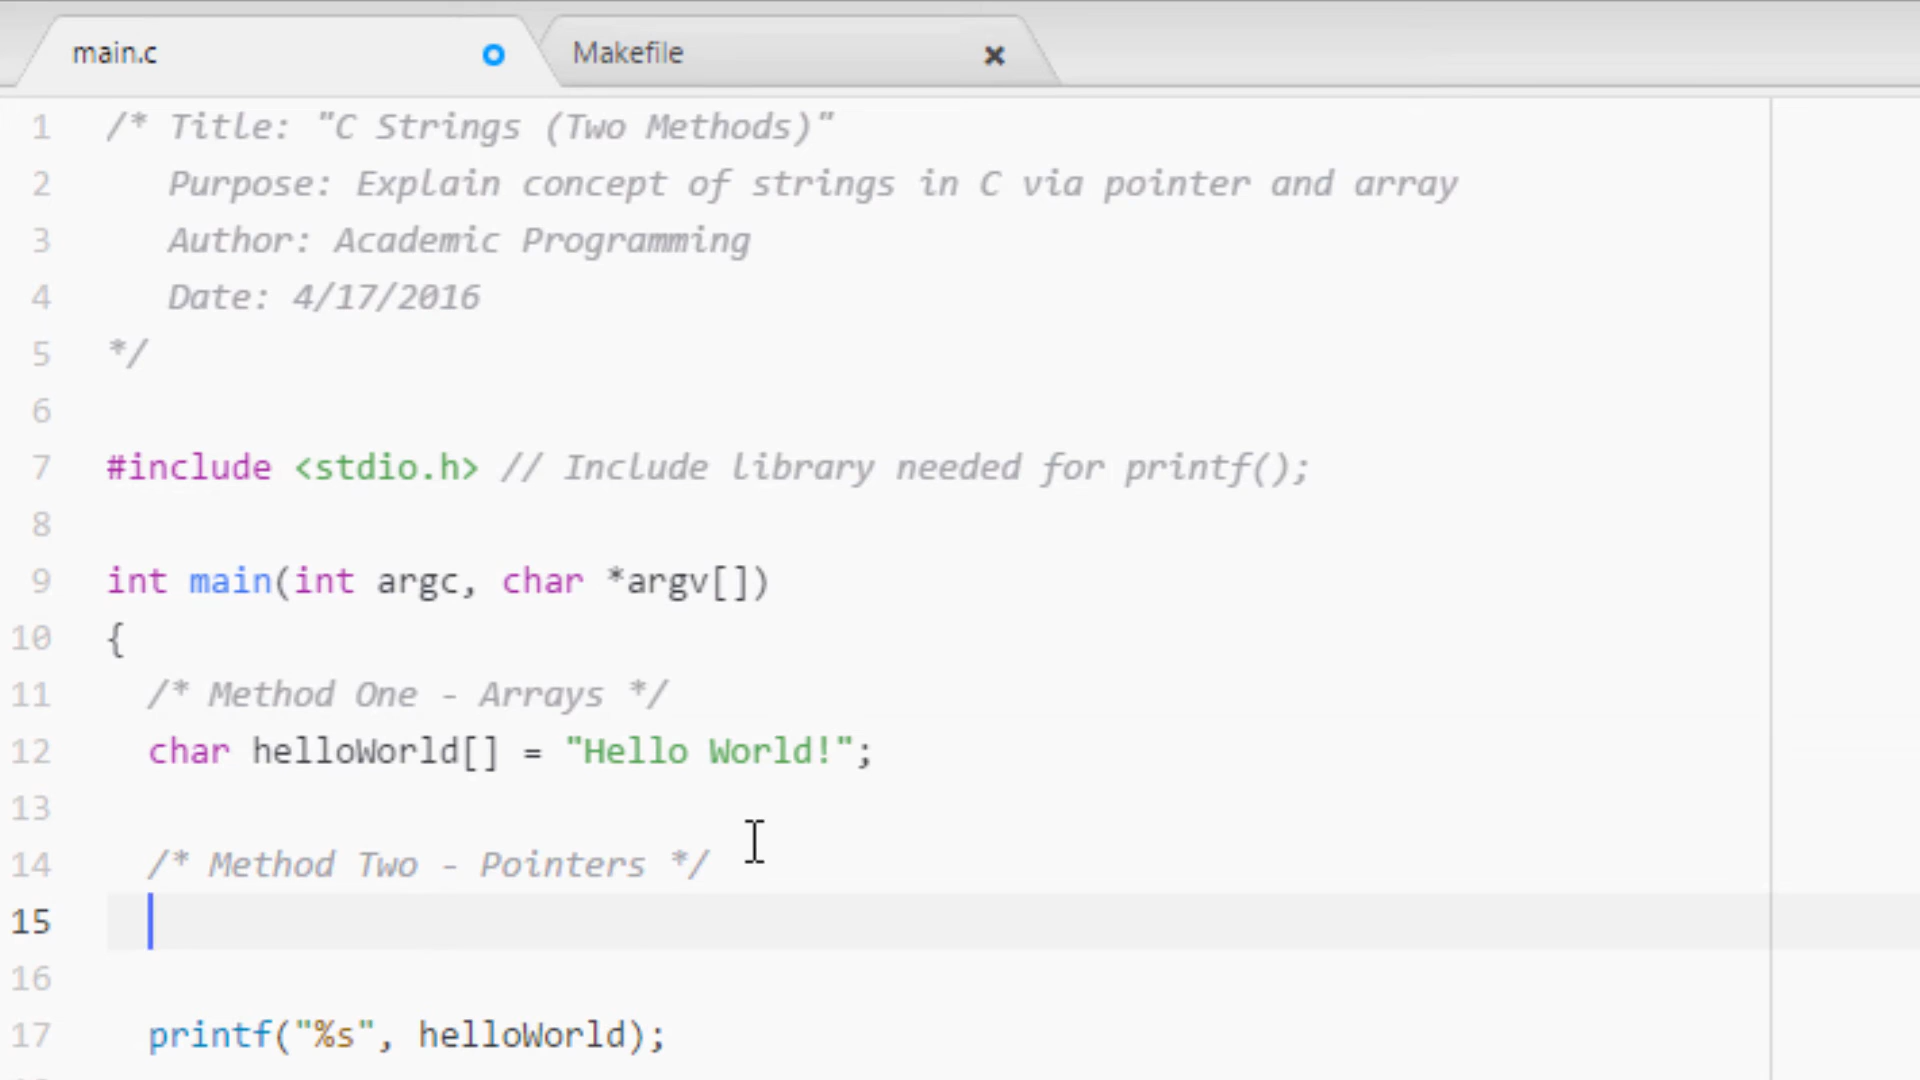 main.c
Makefile
1 /* Title: "C Strings (Two Methods)"
2 Purpose: Explain concept of strings in C via pointer and array
3 Author: Academic Programming
4 Date: 4/17/2016
5 */
6
7 #include <stdio.h> // Include library needed for printf();
8
9 int main(int argc, char *argv[])
10 {
11 /* Method One - Arrays */
12 char helloWorld[] = "Hello World!";
13
14 /* Method Two - Pointers */
15
16
17 printf("%s", helloWorld);